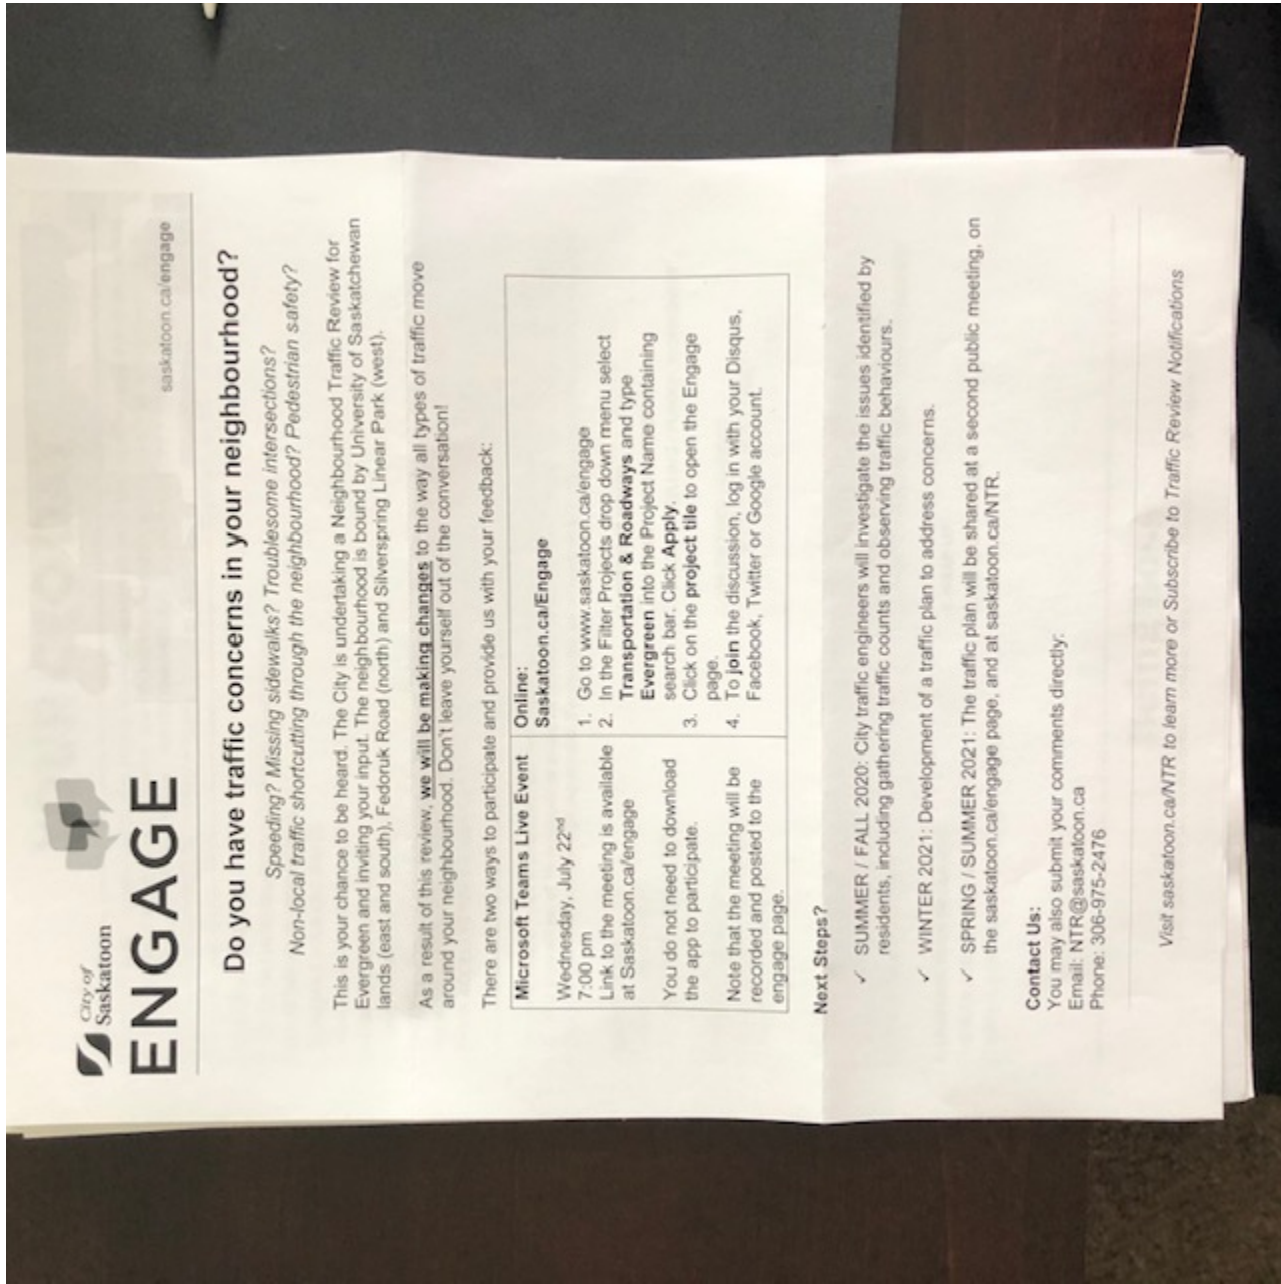 City of
Saskatoon
ENGAGE
saskatoon.ca/engage
Do you have traffic concerns in your neighbourhood?
Speeding? Missing sidewalks? Troublesome intersections?
Non-local traffic shortcutting through the neighbourhood? Pedestrian safety?
This is your chance to be heard. The City is undertaking a Neighbourhood Traffic Review for
Evergreen and inviting your input. The neighbourhood is bound by University of Saskatchewan
lands (east and south), Fedoruk Road (north) and Silverspring Linear Park (west).
As a result of this review, we will be making changes to the way all types of traffic move
around your neighbourhood. Don't leave yourself out of the conversation!
There are two ways to participate and provide us with your feedback:
Microsoft Teams Live Event
Wednesday, July 22nd
7:00 pm
Link to the meeting is available
at Saskatoon.ca/engage
You do not need to download
the app to participate.
Note that the meeting will be
recorded and posted to the
engage page.
Online:
Saskatoon.ca/Engage
1. Go to www.saskatoon.ca/engage
2. In the Filter Projects drop down menu select
Transportation & Roadways and type
Evergreen into the Project Name containing
search bar. Click Apply.
3. Click on the project tile to open the Engage
page.
4. To join the discussion, log in with your Disqus,
Facebook, Twitter or Google account.
Next Steps?
✓ SUMMER / FALL 2020: City traffic engineers will investigate the issues identified by
residents, including gathering traffic counts and observing traffic behaviours.
✓ WINTER 2021: Development of a traffic plan to address concerns.
✓ SPRING / SUMMER 2021: The traffic plan will be shared at a second public meeting, on
the saskatoon.ca/engage page, and at saskatoon.ca/NTR.
Contact Us:
You may also submit your comments directly:
Email: NTR@saskatoon.ca
Phone: 306-975-2476
Visit saskatoon.ca/NTR to learn more or Subscribe to Traffic Review Notifications